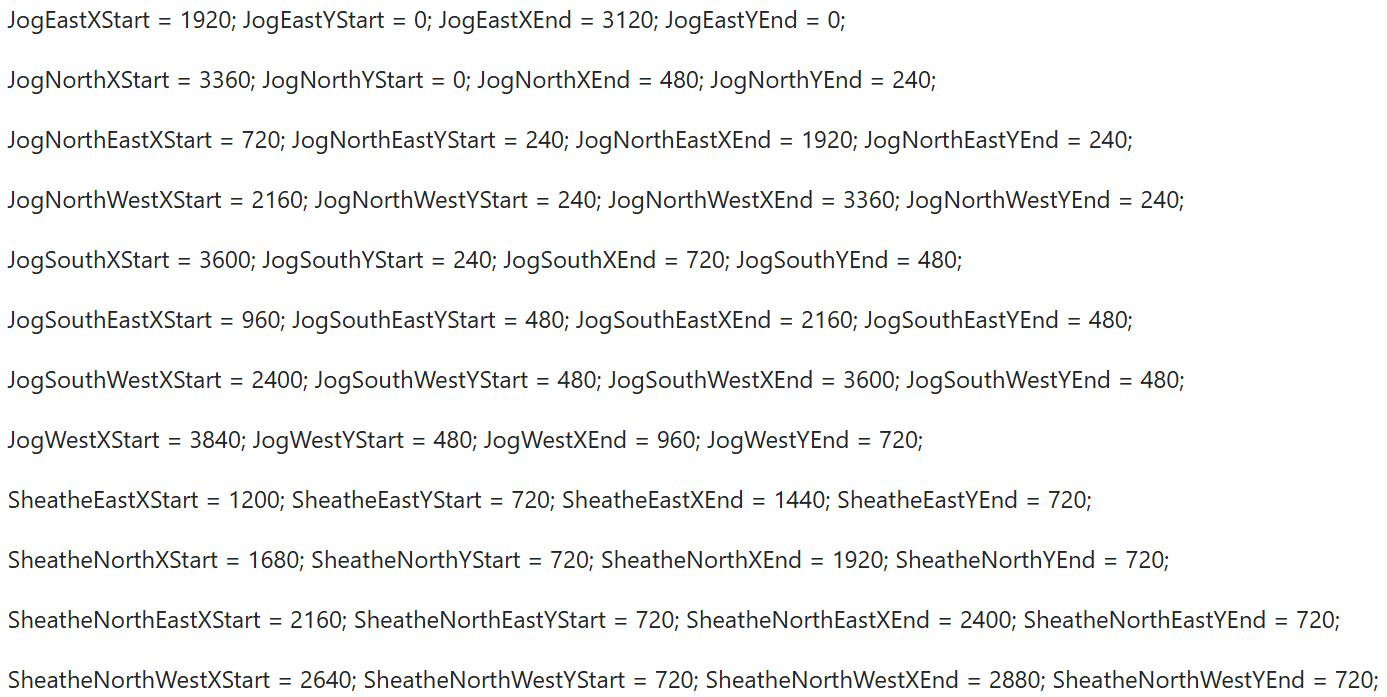 JogEastXStart = 1920; JogEastYStart = 0; JogEastXEnd = 3120; JogEastYEnd = 0;
JogNorthXStart = 3360; JogNorthYStart = 0; JogNorthXEnd = 480; JogNorthYEnd = 240;
JogNorthEastXStart = 720; JogNorthEastYStart = 240; JogNorthEastXEnd = 1920; JogNorthEastYEnd = 240;
JogNorthWestXStart = 2160; JogNorthWestYStart = 240; JogNorthWestXEnd = 3360; JogNorthWestYEnd = 240;
JogSouthXStart = 3600; JogSouthYStart = 240; JogSouthXEnd = 720; JogSouthYEnd = 480;
JogSouthEastXStart = 960; JogSouthEastYStart = 480; JogSouthEastXEnd = 2160; JogSouthEastYEnd = 480;
JogSouthWestXStart = 2400; JogSouthWestYStart = 480; JogSouthWestXEnd = 3600; JogSouthWestYEnd = 480;
JogWestXStart = 3840; JogWestYStart = 480; JogWestXEnd = 960; JogWestYEnd = 720;
SheatheEastXStart = 1200; SheatheEastYStart = 720; SheatheEastXEnd = 1440; SheatheEastYEnd = 720;
SheatheNorthXStart = 1680; SheatheNorthYStart = 720; SheatheNorthXEnd = 1920; SheatheNorthYEnd = 720;
SheatheNorthEastXStart = 2160; SheatheNorthEastYStart = 720; SheatheNorthEastXEnd = 2400; SheatheNorthEastYEnd = 720;
SheatheNorthWestXStart = 2640; SheatheNorthWestYStart = 720; SheatheNorthWestXEnd = 2880; SheatheNorthWestYEnd = 720;